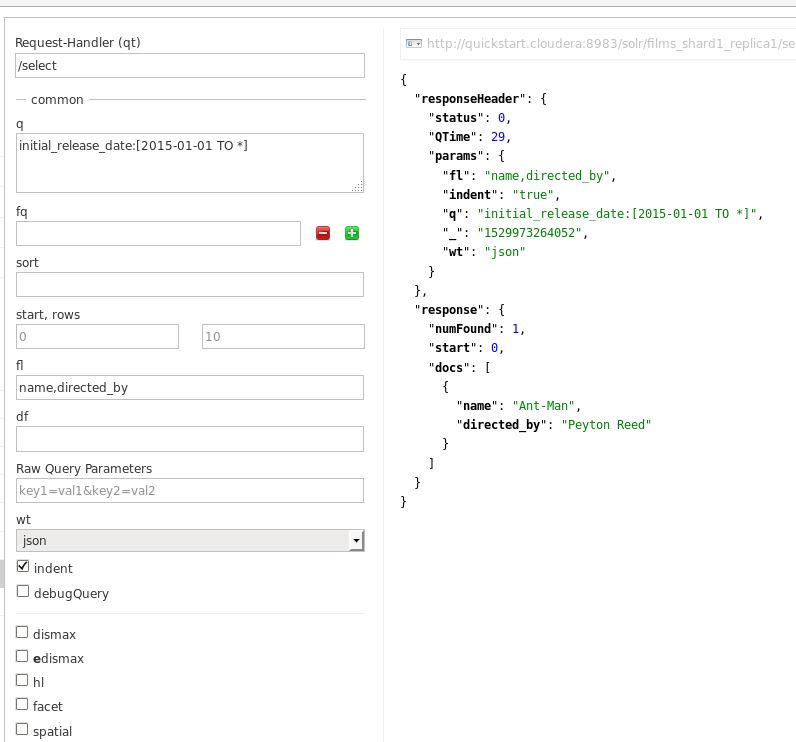 Request-Handler (qt)
/select
common
q
initial_release_date:[2015-01-01 TO *]
fq
sort
start, rows
0
10
fl
name,directed_by
df
Raw Query Parameters
key1=val1&key2=val2
wt
json
indent
debugQuery
dismax
edismax
hl
facet
spatial
http://quickstart.cloudera:8983/solr/films_shard1_replica1/se
{
  "responseHeader": {
    "status": 0,
    "QTime": 29,
    "params": {
      "fl": "name,directed_by",
      "indent": "true",
      "q": "initial_release_date:[2015-01-01 TO *]",
      "_": "1529973264052",
      "wt": "json"
    }
  },
  "response": {
    "numFound": 1,
    "start": 0,
    "docs": [
      {
        "name": "Ant-Man",
        "directed_by": "Peyton Reed"
      }
    ]
  }
}